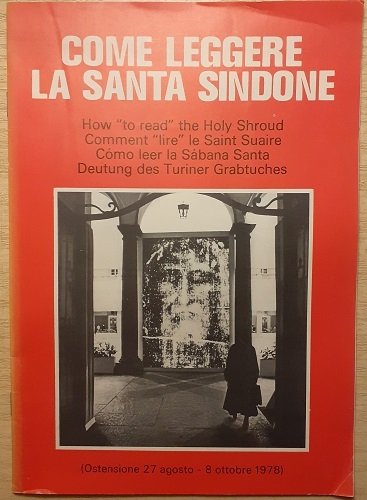 COME LEGGERE
LA SANTA SINDONE
How "to read" the Holy Shroud
Comment "lire" le Saint Suaire
Cómo leer la Sábana Santa
Deutung des Turiner Grabtuches
(Ostensione 27 agosto - 8 ottobre 1978)